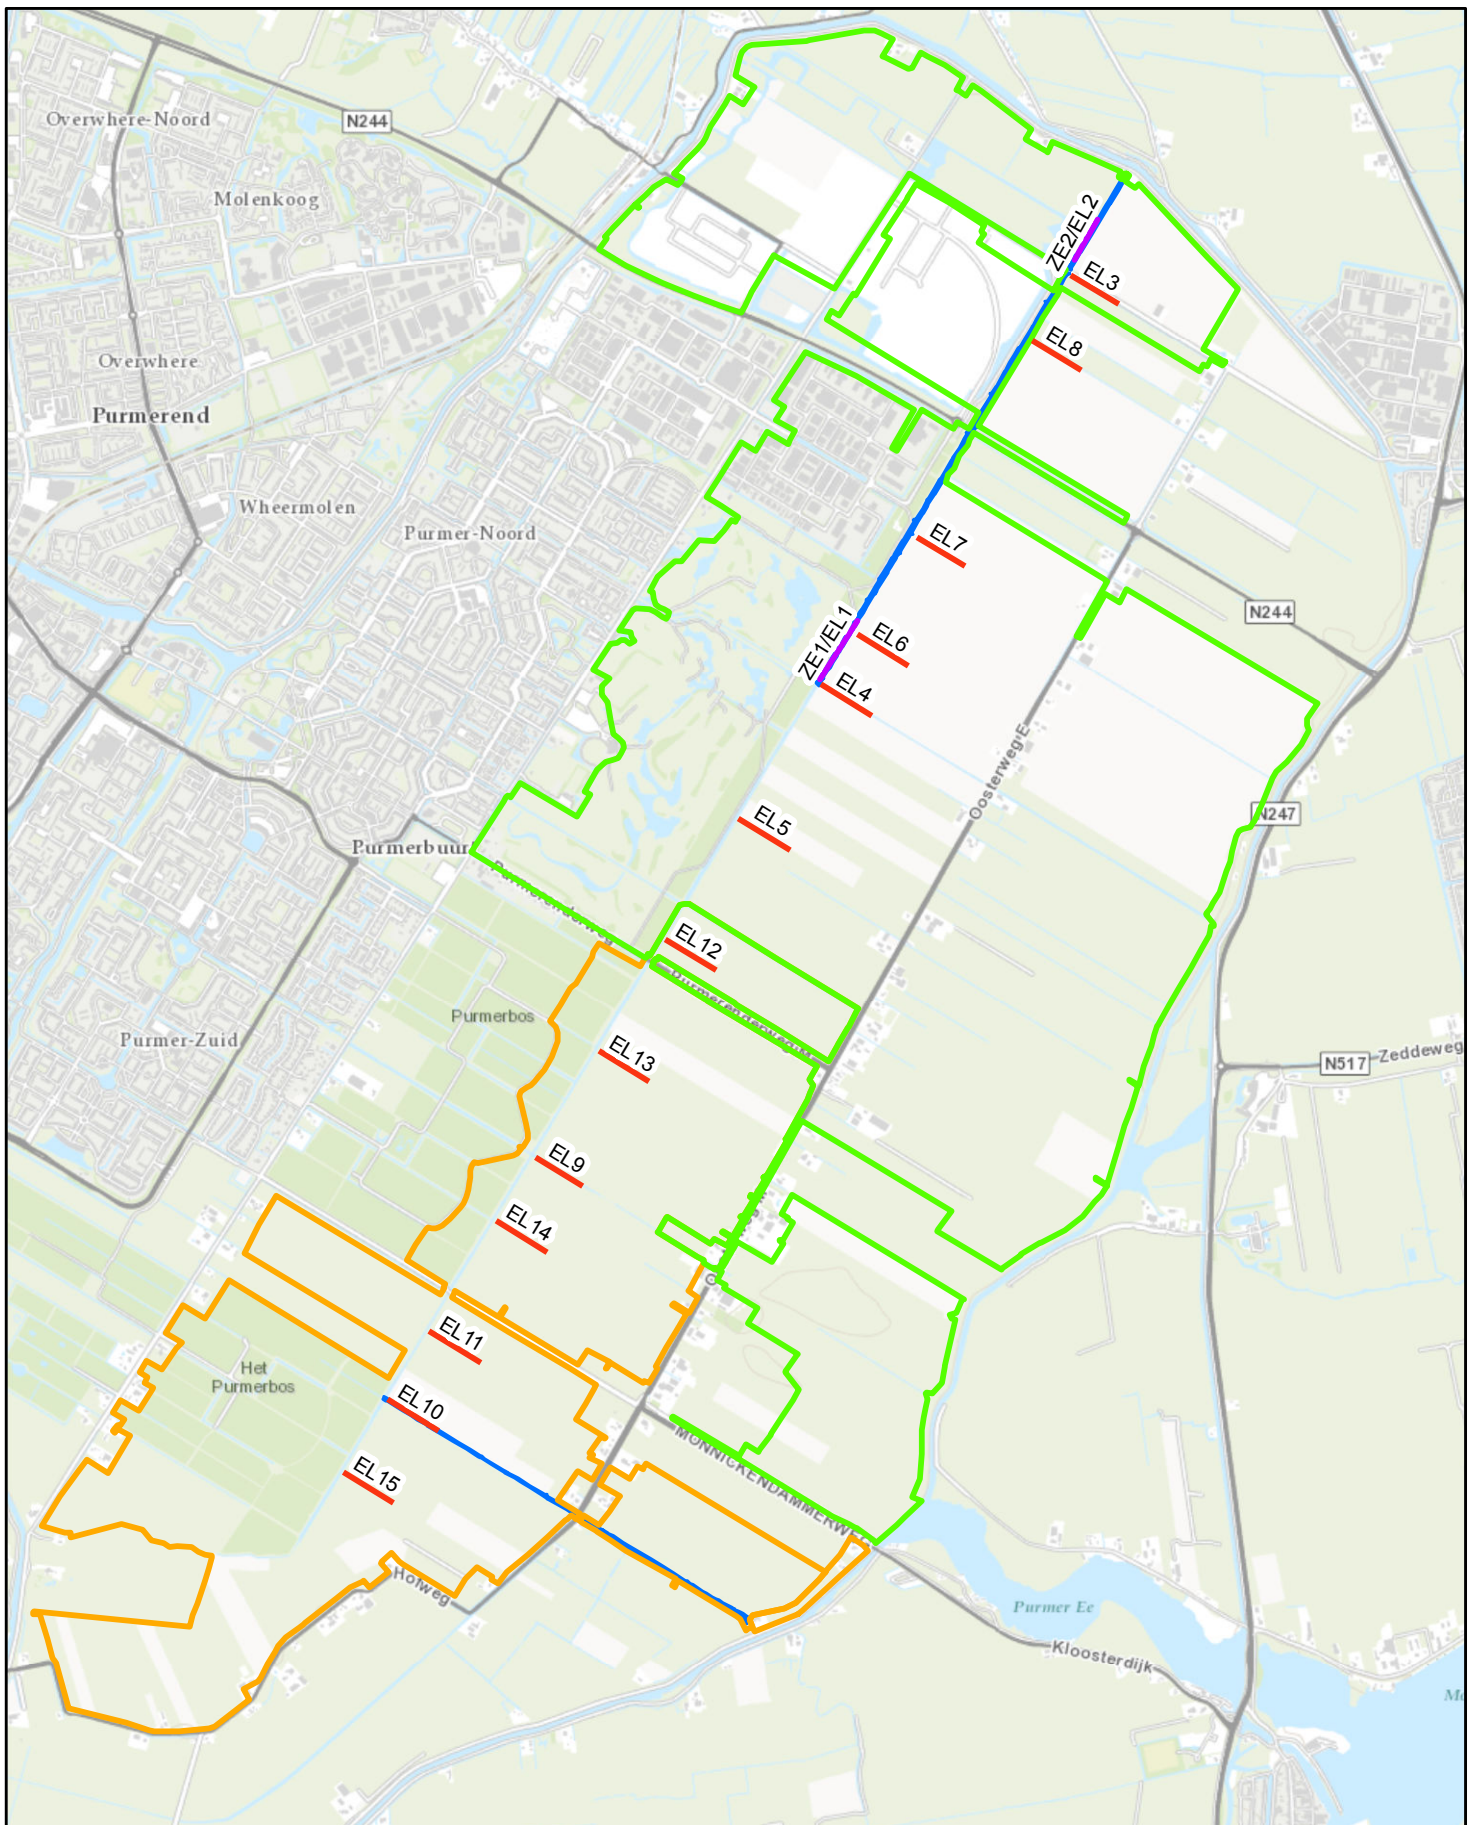 Overwhere-Noord
N244
Molenkoog
ZE2/EL2
EL3
EL8
Overwhere
Purmerend
Wheermolen
Purmer-Noord
EL7
N244
ZE1/EL1
EL6
EL4
Oosterweg E
N247
EL5
Purmerbuurt
Purmerenderweg
EL12
Purmerbos
Purmerenderweg M
Purmer-Zuid
EL13
N517
Zeddeweg
EL9
EL14
EL11
Het
Purmerbos
EL10
MONNICKENDAMMERWEG
EL15
Hofweg
Purmer Ee
Kloosterdijk